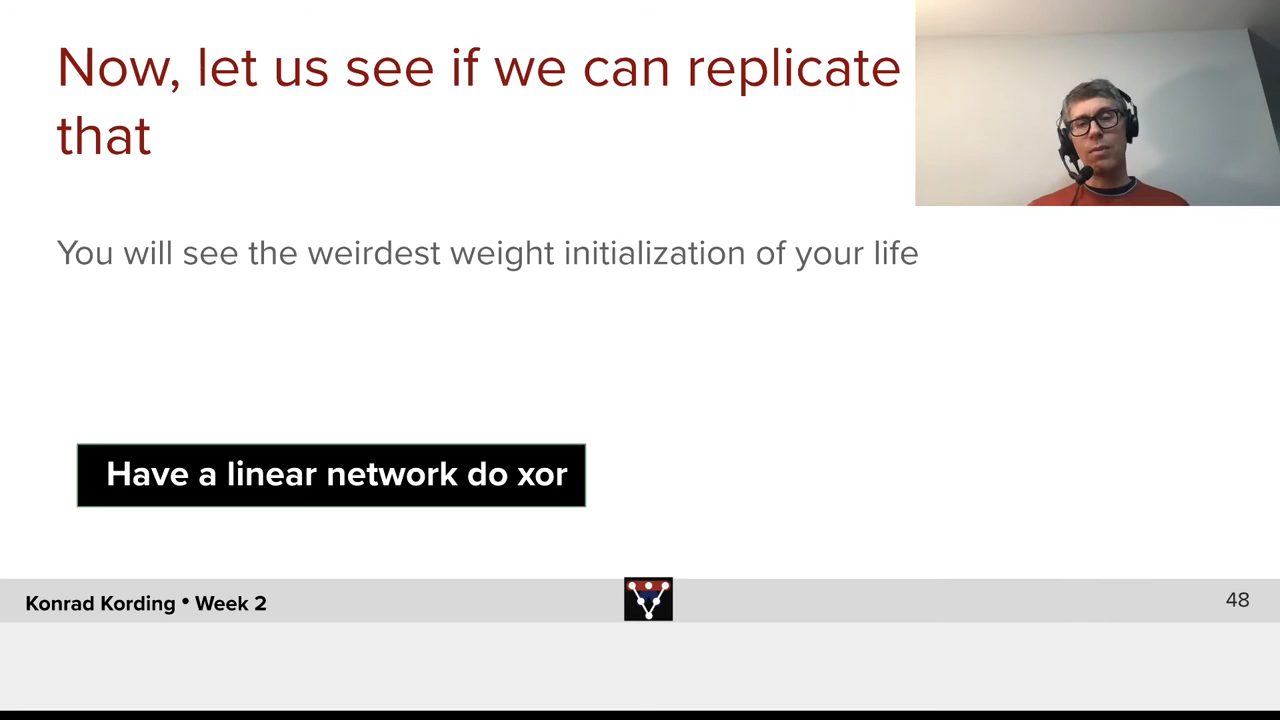 Now, let us see if we can replicate
that
You will see the weirdest weight initialization of your life
Have a linear network do xor
Konrad Kording • Week 2
48